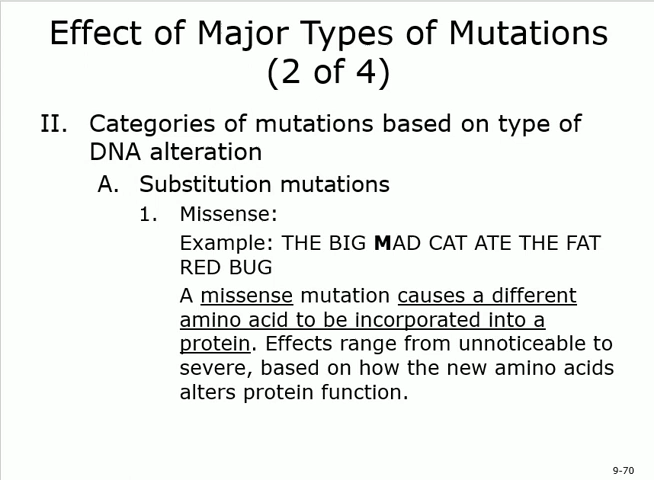 Effect of Major Types of Mutations
(2 of 4)
II. Categories of mutations based on type of
DNA alteration
A. Substitution mutations
1. Missense:
Example: THE BIG MAD CAT ATE THE FAT
RED BUG
A missense mutation causes a different
amino acid to be incorporated into a
protein. Effects range from unnoticeable to
severe, based on how the new amino acids
alters protein function.
9-70